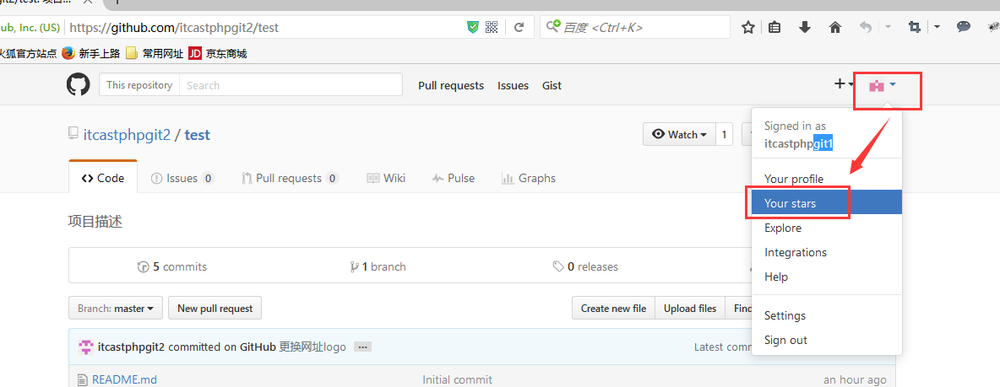 git2/test: 项目...
ub, Inc. (US) https://github.com/itcastphpgit2/test 百度 <Ctrl+K>
火狐官方站点 新手上路 常用网址 JD 京东商城
This repository Search Pull requests Issues Gist
itcastphpgit2 / test Watch 1
Signed in as
itcastphpgit1
Code Issues 0 Pull requests 0 Wiki Pulse Graphs
Your profile
Your stars
Explore
Integrations
Help
Settings
Sign out
项目描述
5 commits 1 branch 0 releases
Branch: master New pull request Create new file Upload files Find
itcastphpgit2 committed on GitHub 更换网址logo ... Latest comm
README.md Initial commit an hour ago